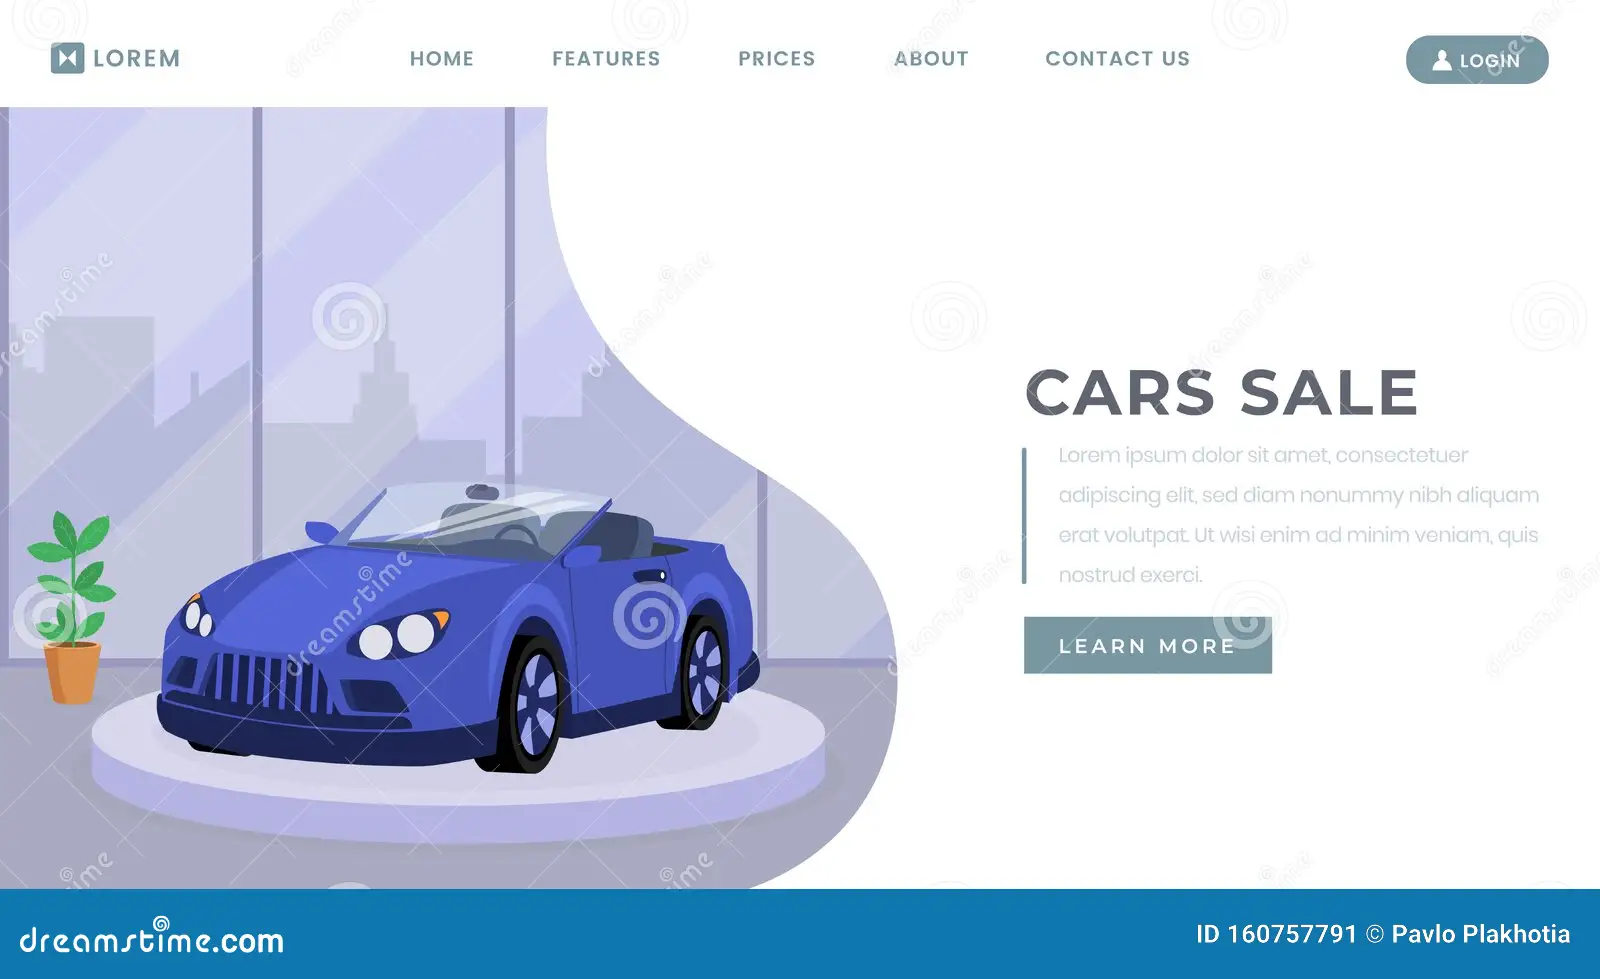 LOREM
HOME
FEATURES
PRICES
ABOUT
CONTACT US
LOGIN
CARS SALE
Lorem ipsum dolor sit amet, consectetuer
adipiscing elit, sed diam nonummy nibh aliquam
erat volutpat. Ut wisi enim ad minim veniam, quis
nostrud exerci.
LEARN MORE
dreamstime
dreamstime.com
ID 160757791 © Pavlo Plakhotia